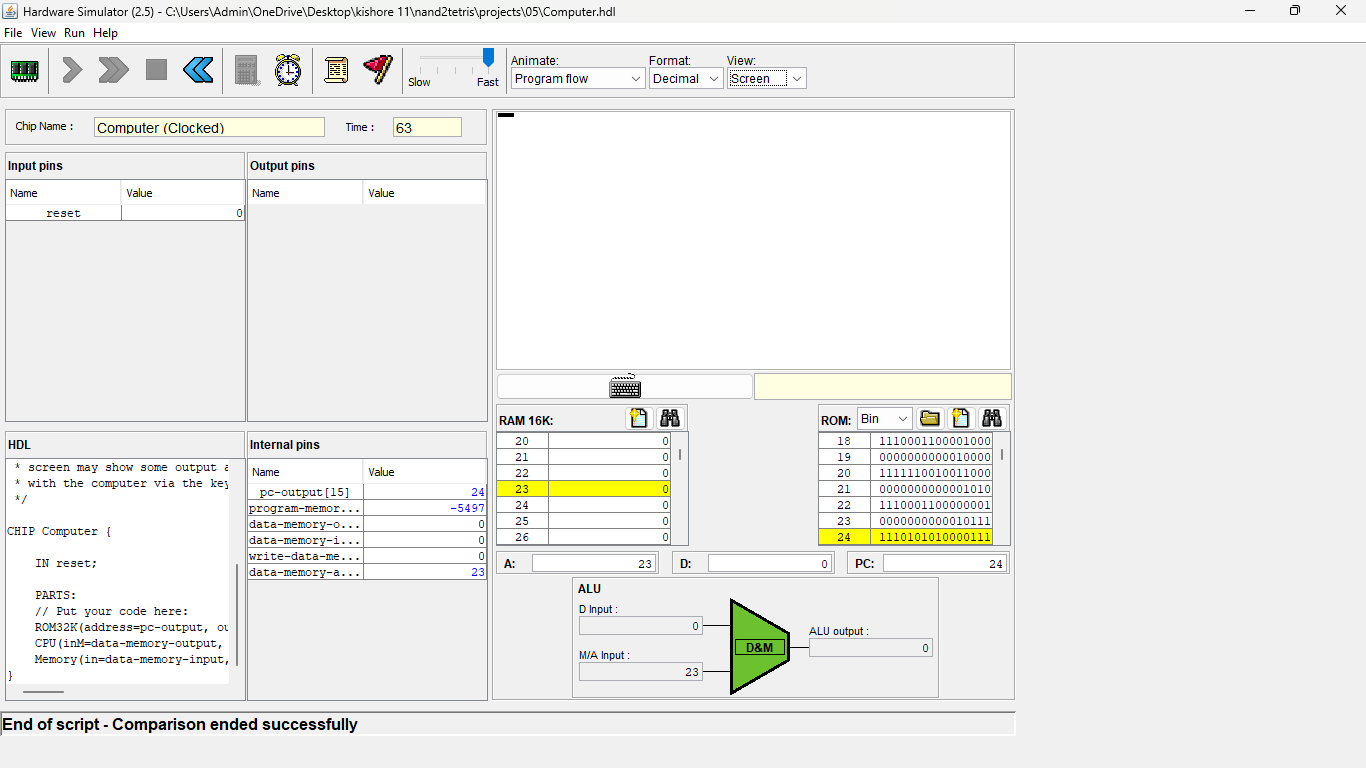 Hardware Simulator (2.5) - C:\Users\Admin\OneDrive\Desktop\kishore 11\nand2tetris\projects\05\Computer.hdl
File View Run Help
Slow Fast
Animate: Format: View:
Program flow Decimal Screen
Chip Name : Computer (Clocked) Time : 63
Input pins
Name Value
reset 0
Output pins
Name Value
HDL
* screen may show some output a
* with the computer via the key
*/
CHIP Computer {
IN reset;
PARTS:
// Put your code here:
ROM32K(address=pc-output, ou
CPU(inM=data-memory-output,
Memory(in=data-memory-input,
}
Internal pins
Name Value
pc-output[15] 24
program-memor... -5497
data-memory-o... 0
data-memory-i... 0
write-data-me... 0
data-memory-a... 23
RAM 16K:
20 0
21 0
22 0
23 0
24 0
25 0
26 0
ROM: Bin
18 1110001100001000
19 0000000000010000
20 1111110010011000
21 0000000000001010
22 1110001100000001
23 0000000000010111
24 1110101010000111
A: 23 D: 0 PC: 24
ALU
D Input :
0
M/A Input :
23
D&M
ALU output :
0
End of script - Comparison ended successfully